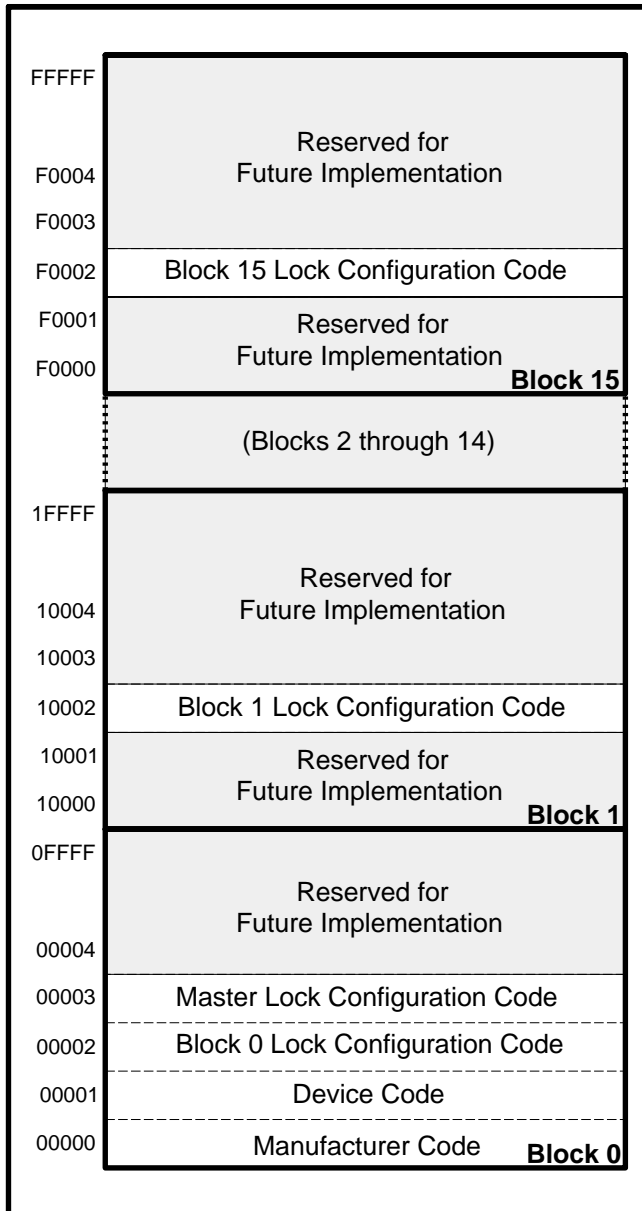 FFFFF
Reserved for
Future Implementation
F0004
F0003
F0002
Block 15 Lock Configuration Code
F0001
Reserved for
Future Implementation
F0000
Block 15
(Blocks 2 through 14)
1FFFF
Reserved for
Future Implementation
10004
10003
10002
Block 1 Lock Configuration Code
10001
Reserved for
Future Implementation
10000
Block 1
0FFFF
Reserved for
Future Implementation
00004
00003
Master Lock Configuration Code
00002
Block 0 Lock Configuration Code
00001
Device Code
00000
Manufacturer Code
Block 0